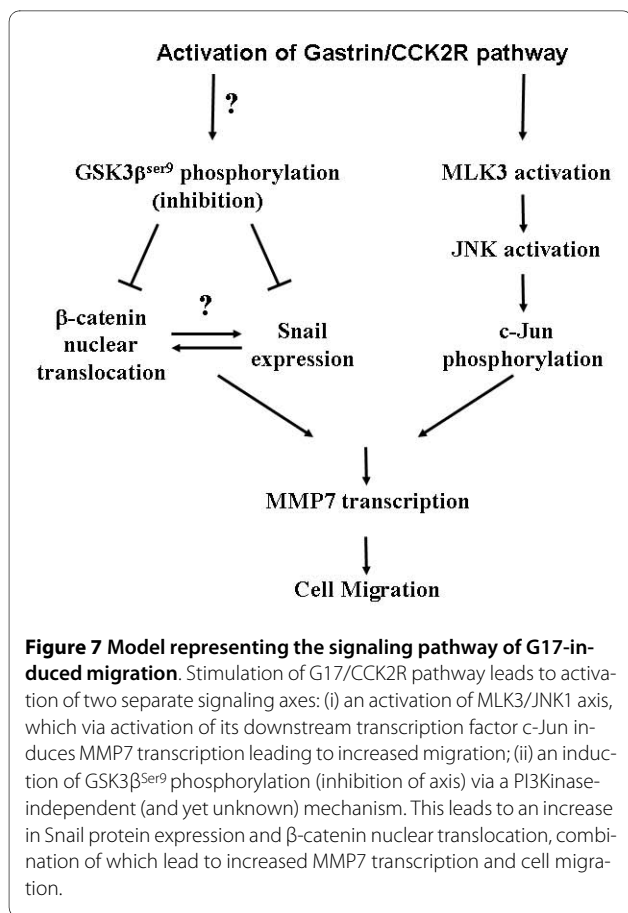 Activation of Gastrin/CCK2R pathway
?
GSK3βser9 phosphorylation
(inhibition)
MLK3 activation
JNK activation
β-catenin
nuclear
translocation
?
Snail
expression
c-Jun
phosphorylation
MMP7 transcription
Cell Migration
Figure 7 Model representing the signaling pathway of G17-in-
duced migration. Stimulation of G17/CCK2R pathway leads to activa-
tion of two separate signaling axes: (i) an activation of MLK3/JNK1 axis,
which via activation of its downstream transcription factor c-Jun in-
duces MMP7 transcription leading to increased migration; (ii) an induc-
tion of GSK3βSer9 phosphorylation (inhibition of axis) via a PI3Kinase-
independent (and yet unknown) mechanism. This leads to an increase
in Snail protein expression and β-catenin nuclear translocation, combi-
nation of which lead to increased MMP7 transcription and cell migra-
tion.